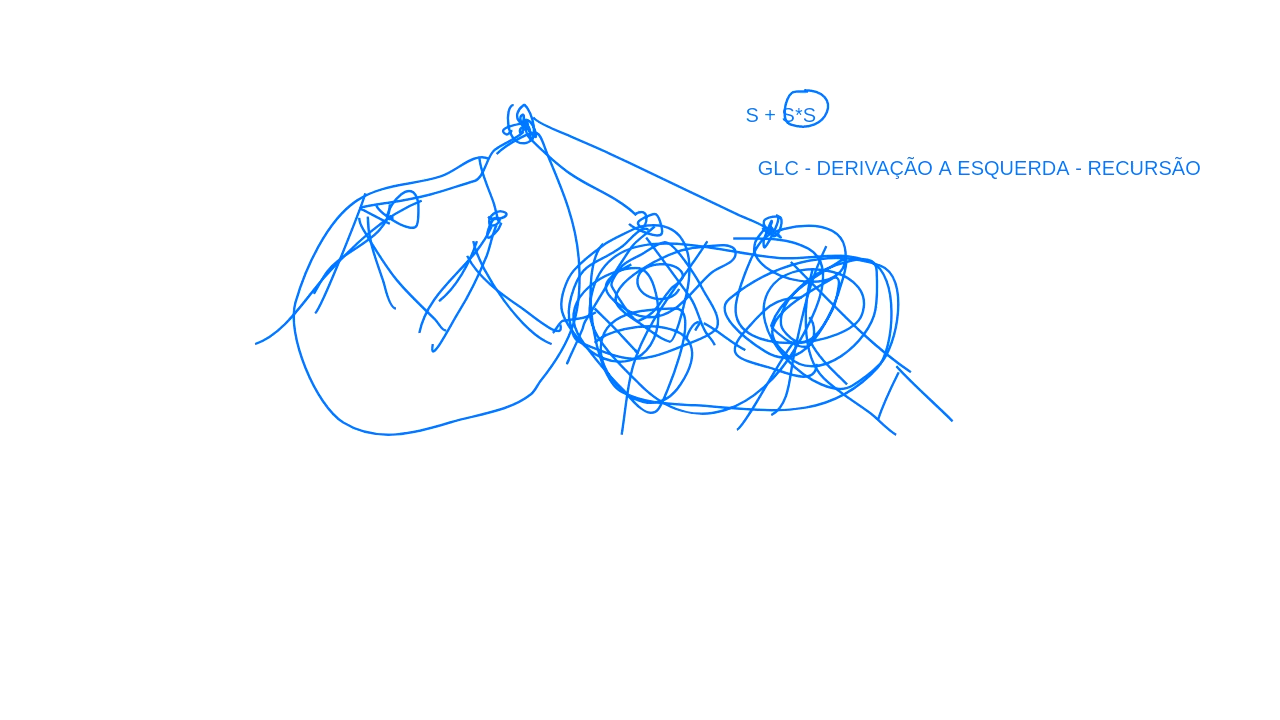 S + S*S
GLC - DERIVAÇÃO A ESQUERDA - RECURSÃO